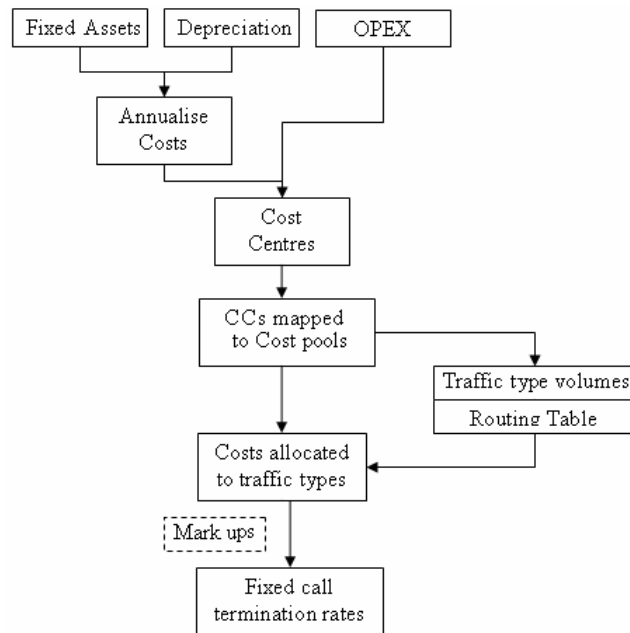 Fixed Assets
Depreciation
OPEX
Annualise
Costs
Cost
Centres
CCs mapped
to Cost pools
Traffic type volumes
Routing Table
Costs allocated
to traffic types
Mark ups
Fixed call
termination rates